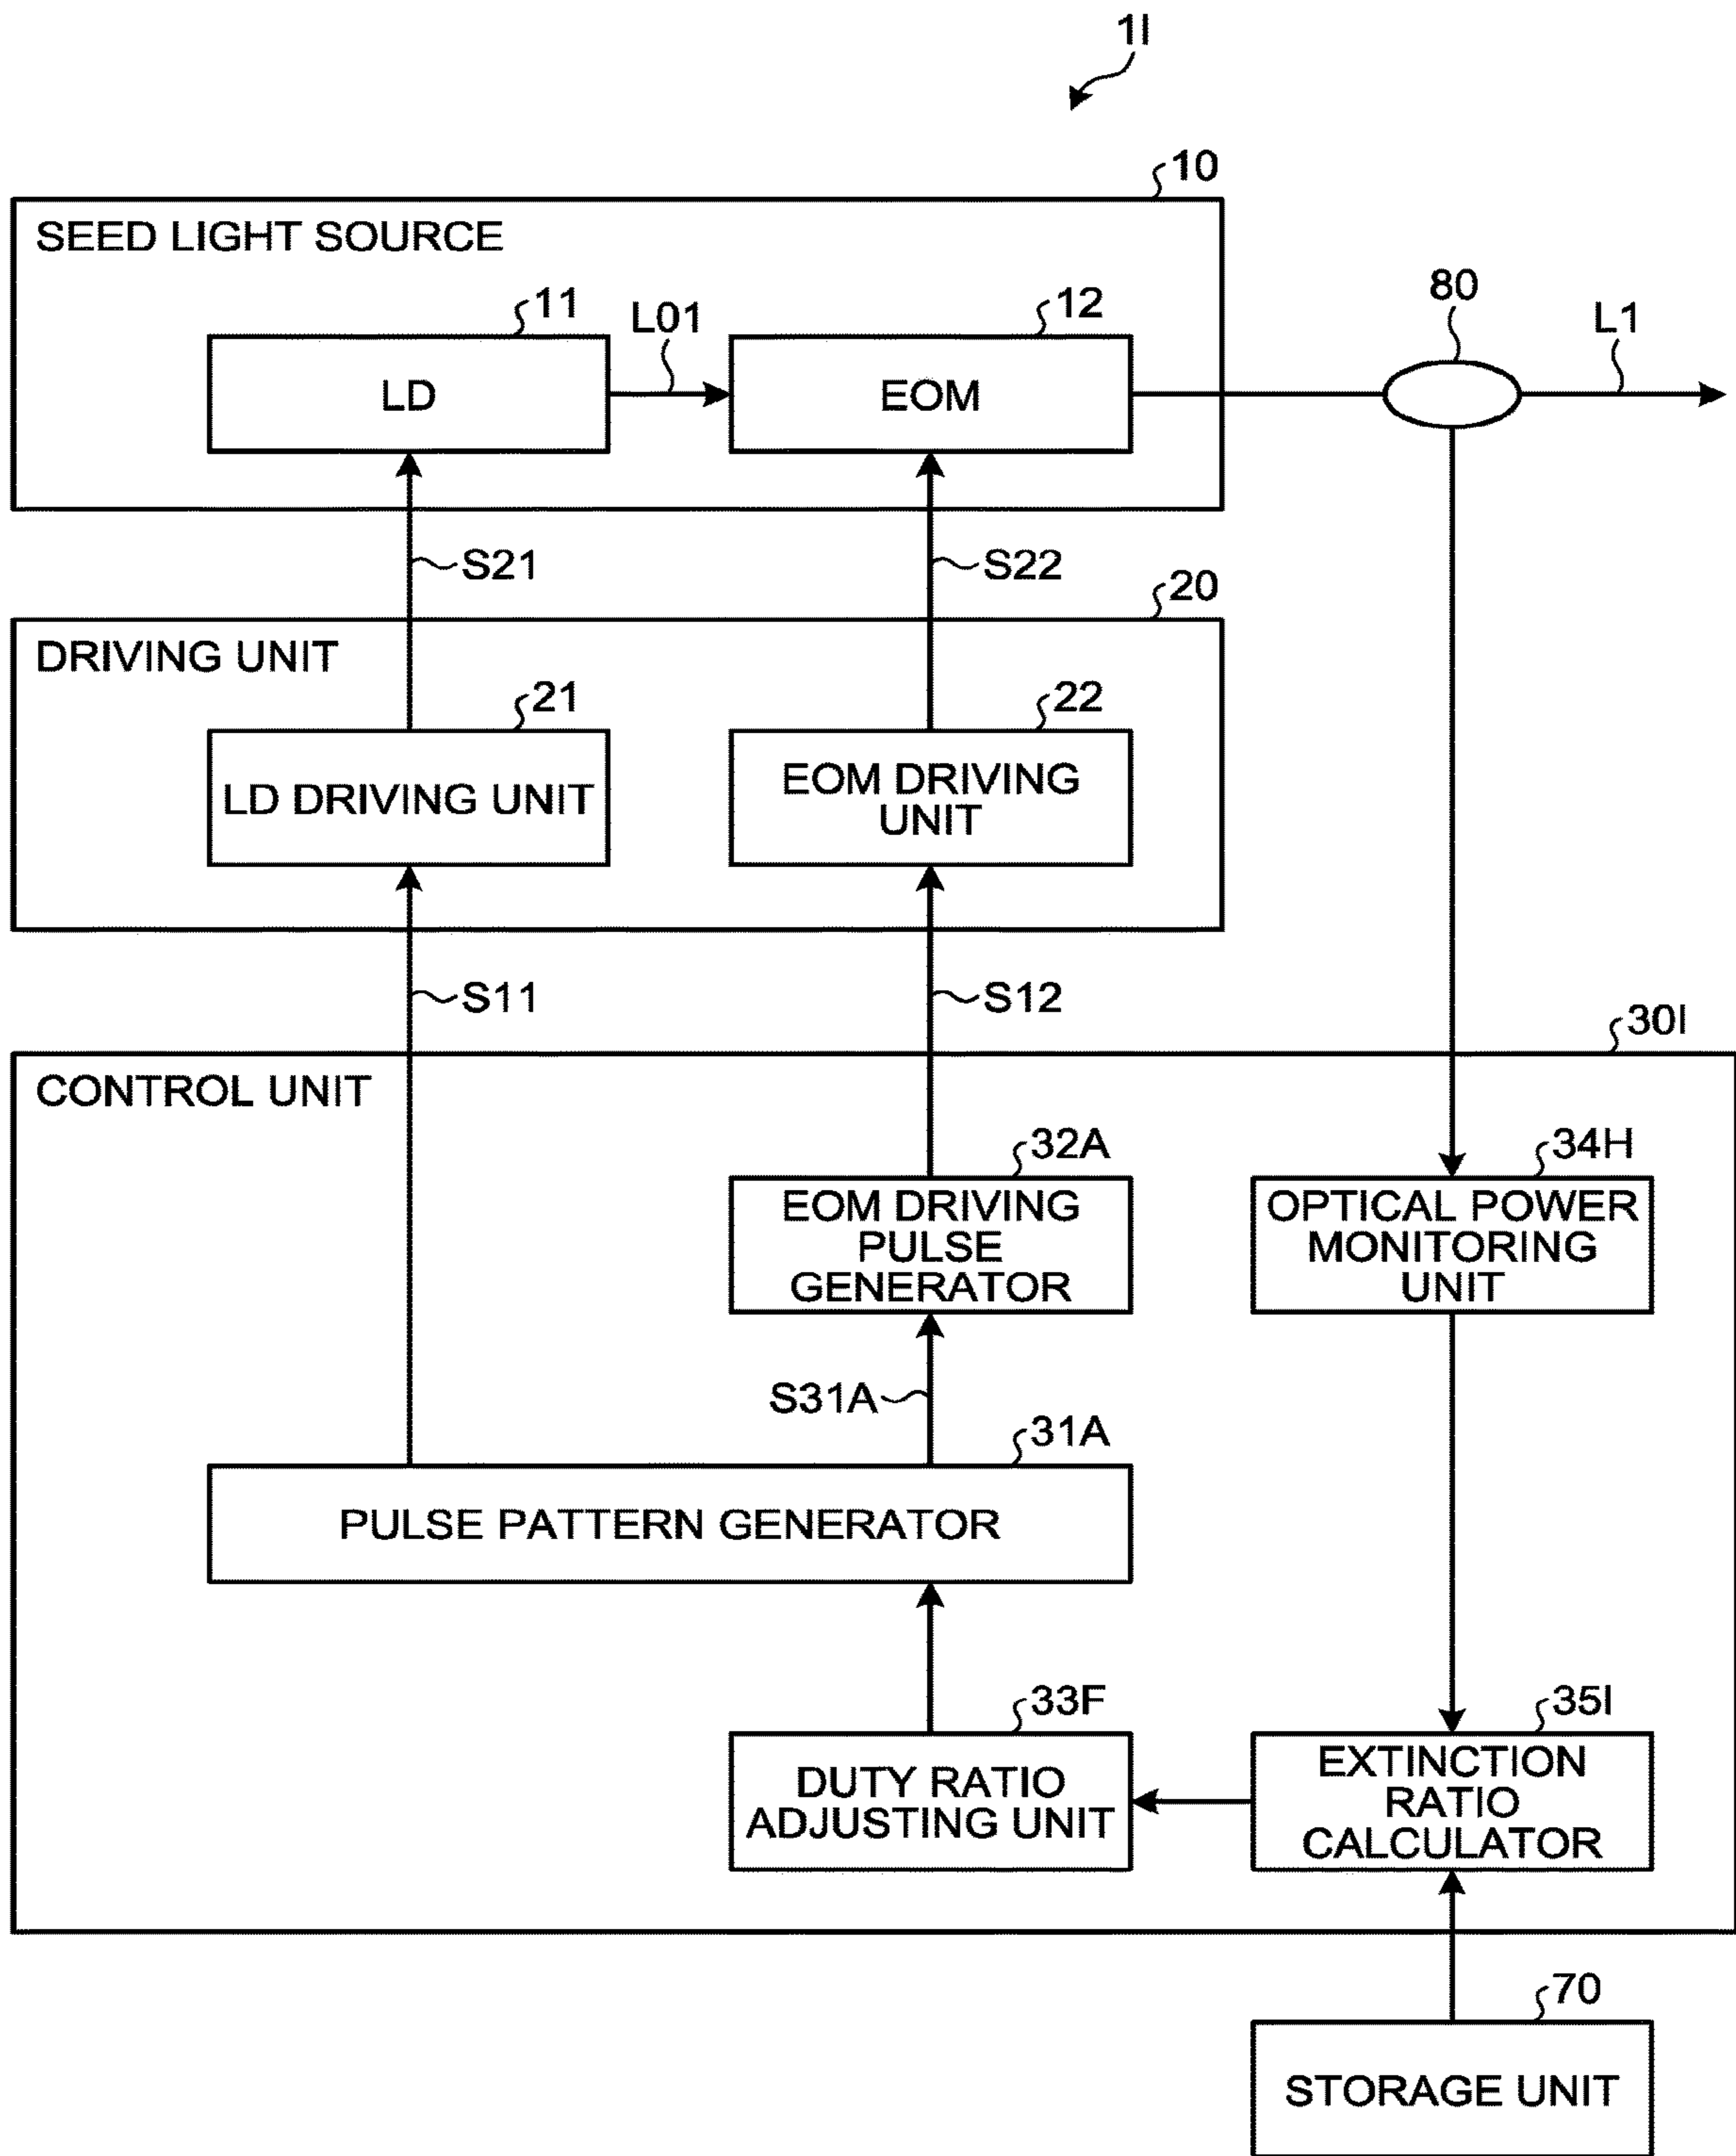 1I
10
SEED LIGHT SOURCE
11
L01
12
80
L1
LD
EOM
S21
S22
20
DRIVING UNIT
21
22
LD DRIVING UNIT
EOM DRIVING
UNIT
S11
S12
30I
CONTROL UNIT
32A
34H
EOM DRIVING
PULSE
GENERATOR
OPTICAL POWER
MONITORING
UNIT
S31A
31A
PULSE PATTERN GENERATOR
33F
35I
DUTY RATIO
ADJUSTING UNIT
EXTINCTION
RATIO
CALCULATOR
70
STORAGE UNIT